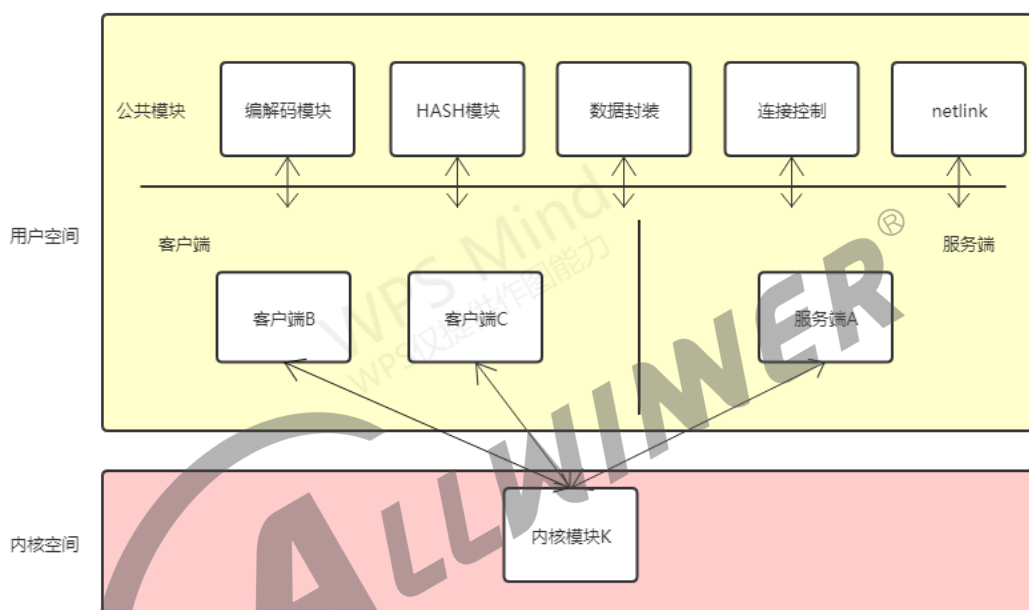 公共模块
编解码模块
HASH模块
数据封装
连接控制
netlink
用户空间
客户端
服务端
客户端B
客户端C
服务端A
WPS Mind
WPS仅提供作图能力
ALLWINNER®
内核空间
内核模块K